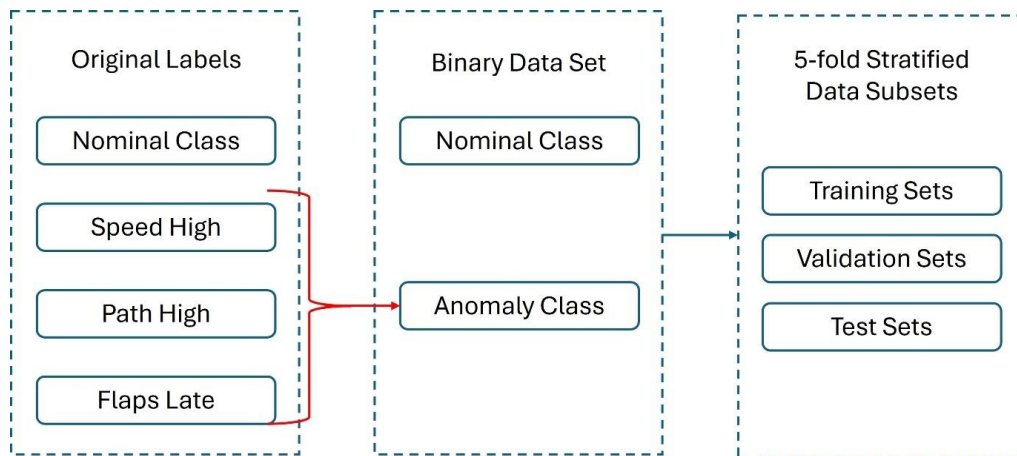 Original Labels
Nominal Class
Speed High
Path High
Flaps Late
Binary Data Set
Nominal Class
Anomaly Class
5-fold Stratified
Data Subsets
Training Sets
Validation Sets
Test Sets